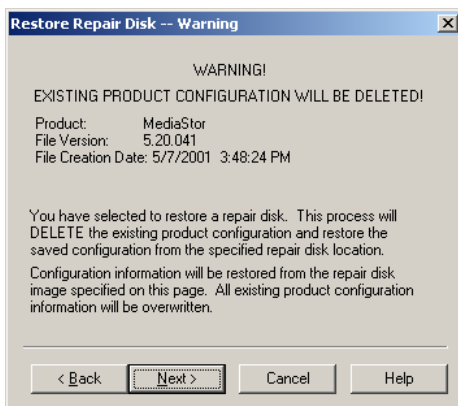 Restore Repair Disk -- Warning
WARNING!
EXISTING PRODUCT CONFIGURATION WILL BE DELETED!
Product: MediaStor
File Version: 5.20.041
File Creation Date: 5/7/2001 3:48:24 PM
You have selected to restore a repair disk. This process will
DELETE the existing product configuration and restore the
saved configuration from the specified repair disk location.
Configuration information will be restored from the repair disk
image specified on this page. All existing product configuration
information will be overwritten.
< Back Next > Cancel Help